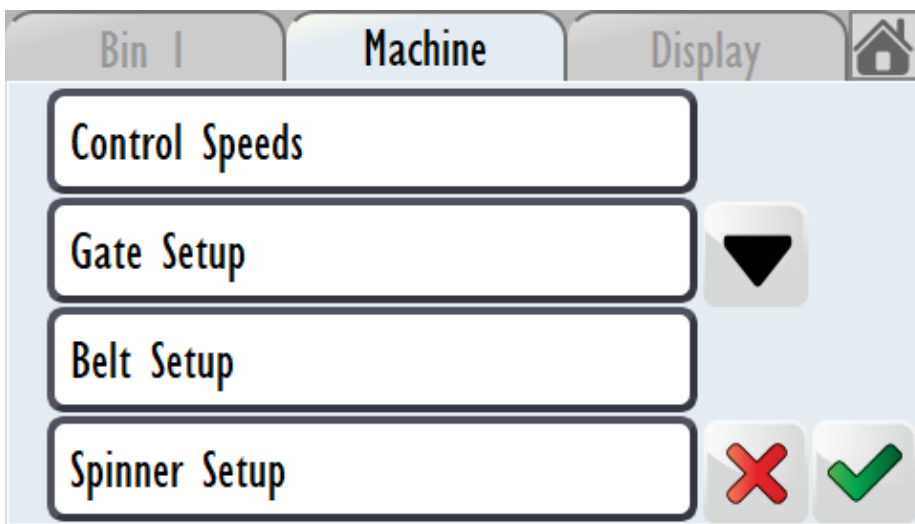 Bin 1
Machine
Display
Control Speeds
Gate Setup
Belt Setup
Spinner Setup